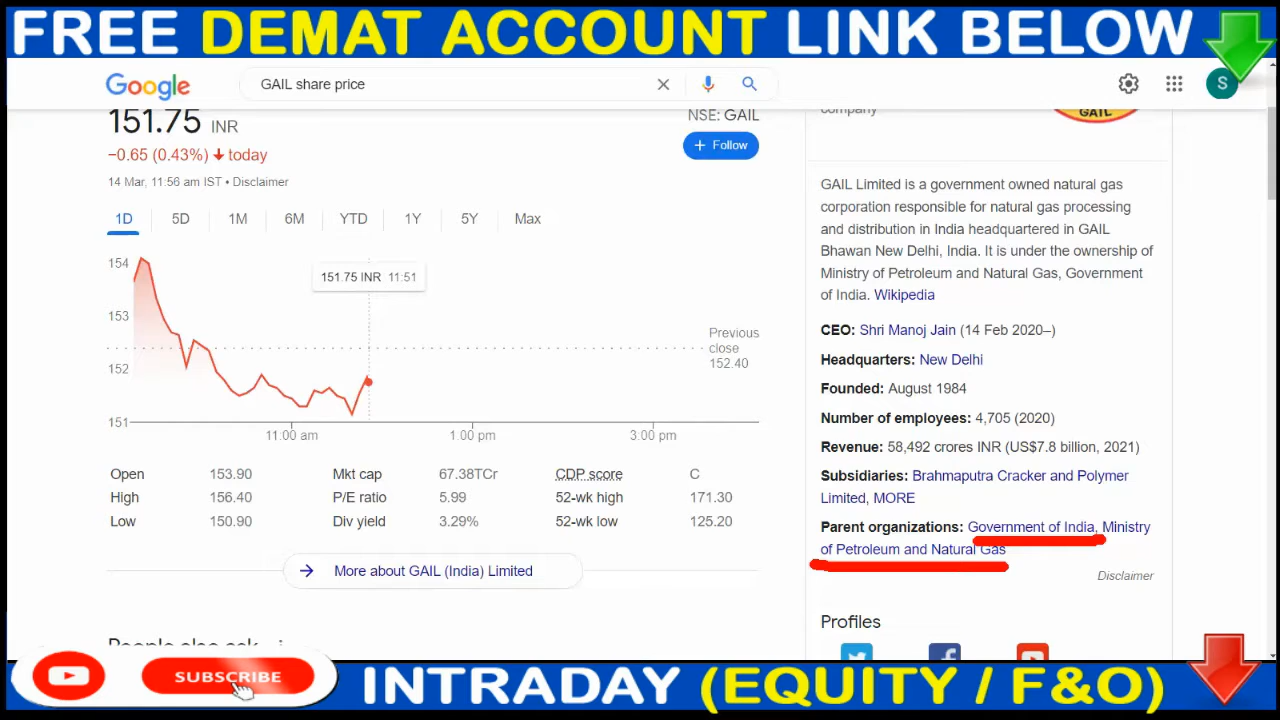 FREE DEMAT ACCOUNT LINK BELOW
Google
GAIL share price
S
151.75 INR
NSE: GAIL
+ Follow
−0.65 (0.43%) today
14 Mar, 11:56 am IST • Disclaimer
1D 5D 1M 6M YTD 1Y 5Y Max
154
153
152
151
151.75 INR 11:51
Previous
close
152.40
11:00 am 1:00 pm 3:00 pm
Open 153.90 Mkt cap 67.38TCr CDP score C
High 156.40 P/E ratio 5.99 52-wk high 171.30
Low 150.90 Div yield 3.29% 52-wk low 125.20
More about GAIL (India) Limited
People also ask
company
GAIL
GAIL Limited is a government owned natural gas
corporation responsible for natural gas processing
and distribution in India headquartered in GAIL
Bhawan New Delhi, India. It is under the ownership of
Ministry of Petroleum and Natural Gas, Government
of India. Wikipedia
CEO: Shri Manoj Jain (14 Feb 2020–)
Headquarters: New Delhi
Founded: August 1984
Number of employees: 4,705 (2020)
Revenue: 58,492 crores INR (US$7.8 billion, 2021)
Subsidiaries: Brahmaputra Cracker and Polymer
Limited, MORE
Parent organizations: Government of India, Ministry
of Petroleum and Natural Gas
Disclaimer
Profiles
SUBSCRIBE
INTRADAY (EQUITY / F&O)